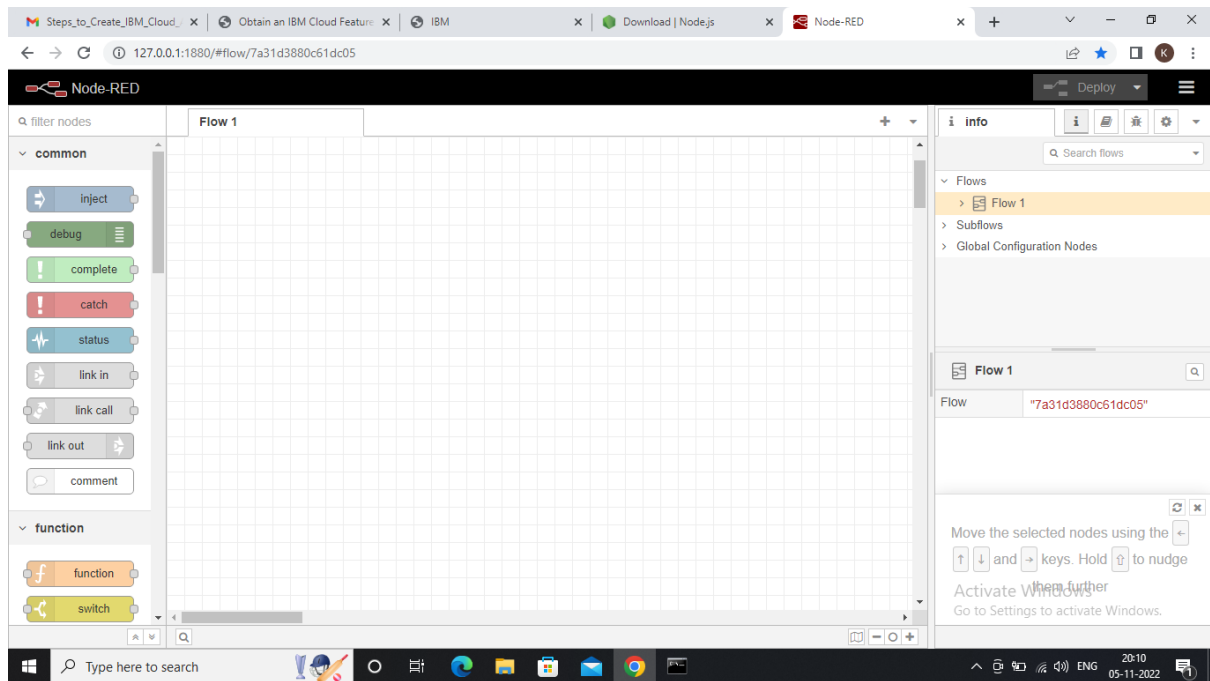 Steps_to_Create_IBM_Cloud_
Obtain an IBM Cloud Feature
IBM
Download | Node.js
Node-RED
127.0.0.1:1880/#flow/7a31d3880c61dc05
K
Node-RED
Deploy
filter nodes
Flow 1
i info
i
common
Search flows
inject
Flows
Flow 1
debug
Subflows
Global Configuration Nodes
complete
catch
status
link in
Flow 1
link call
Flow "7a31d3880c61dc05"
link out
comment
function
Move the selected nodes using the ←
↑ ↓ and → keys. Hold ⇧ to nudge
them further
function
Activate Windows
Go to Settings to activate Windows.
switch
Type here to search
ENG
20:10
05-11-2022
1